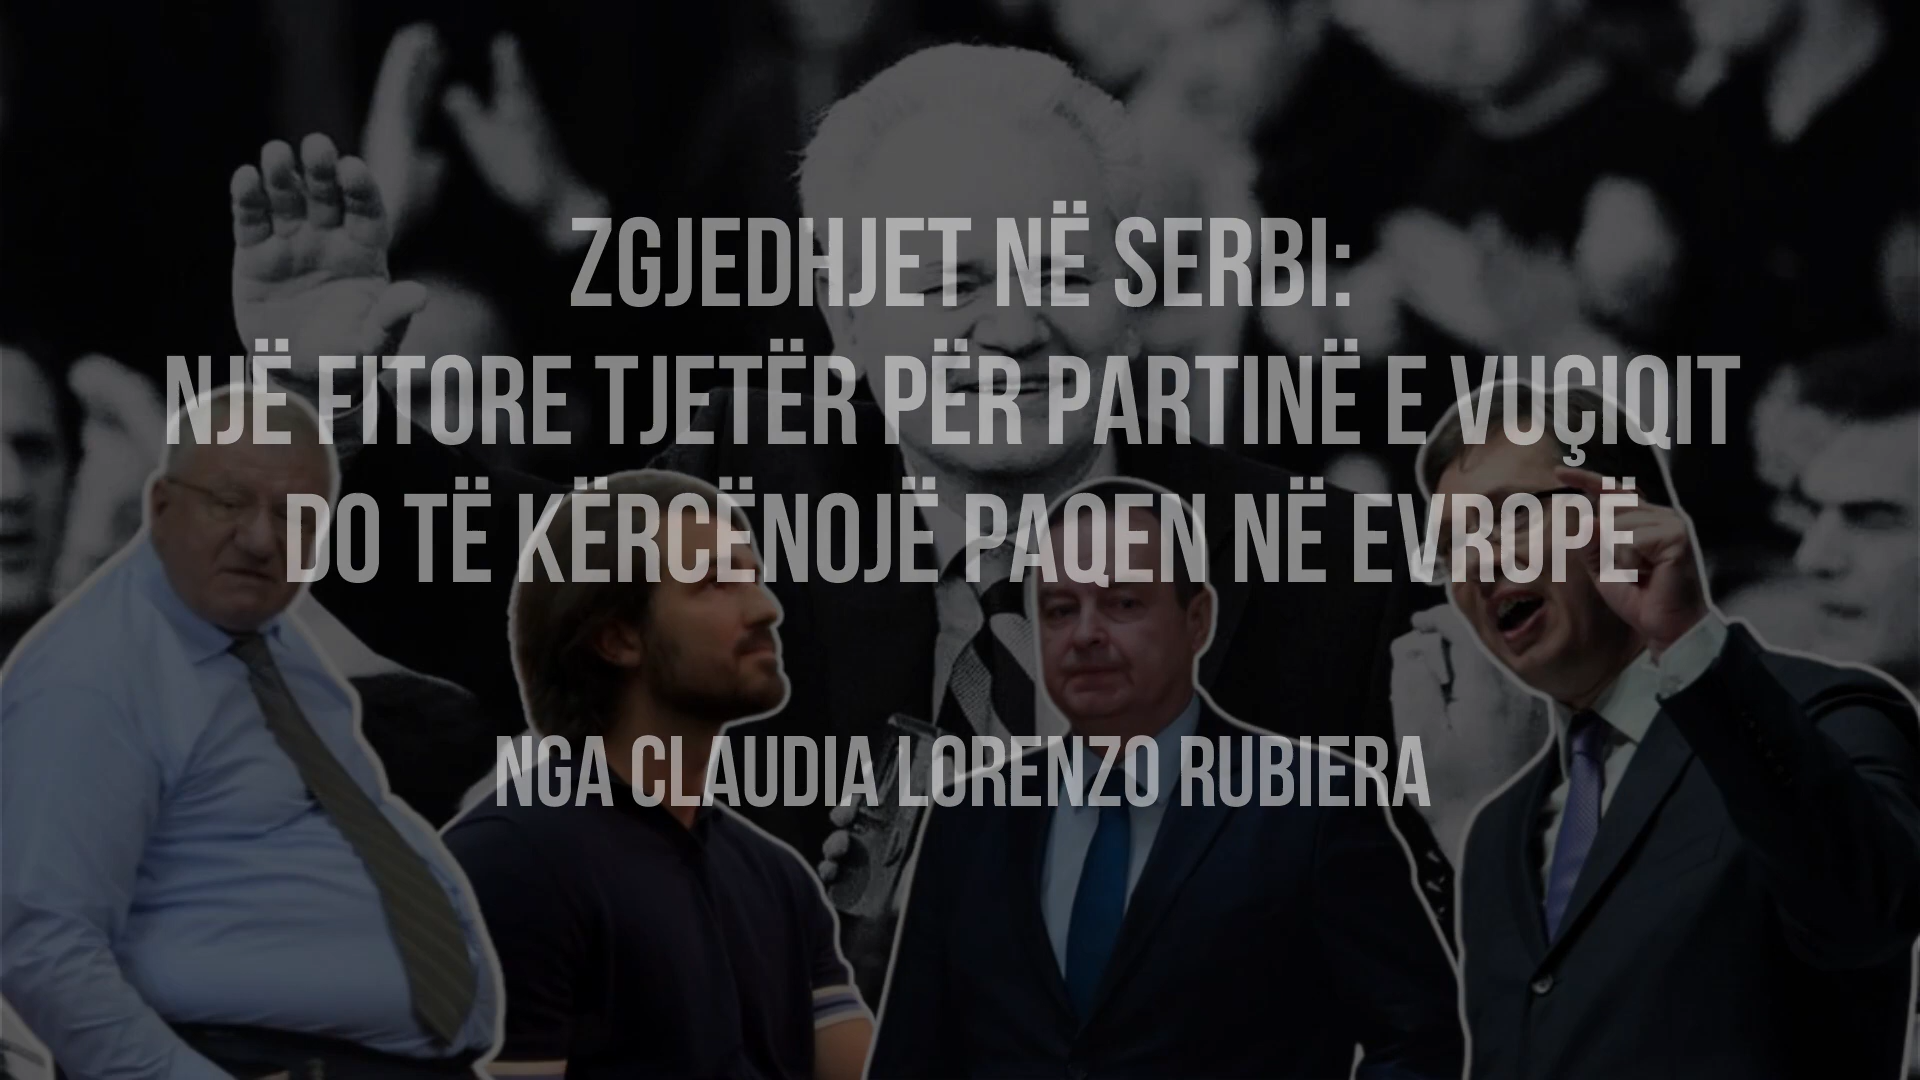 ZGJEDHJET NË SERBI:
NJË FITORE TJETËR PËR PARTINË E VUÇIQIT
DO TË KËRCËNOJË PAQEN NË EVROPË
NGA CLAUDIA LORENZO RUBIERA